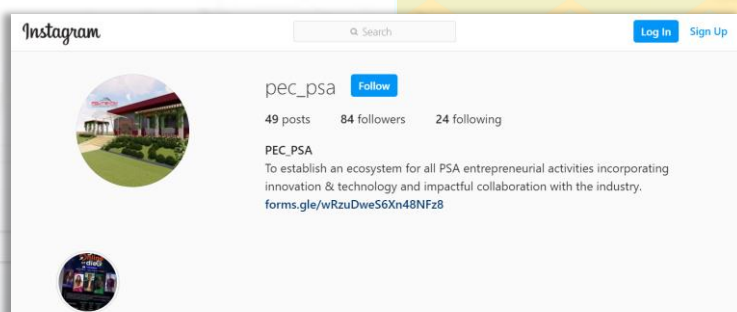 Instagram
Search
Log In
Sign Up
pec_psa
Follow
49 posts 84 followers 24 following
PEC_PSA
To establish an ecosystem for all PSA entrepreneurial activities incorporating
innovation & technology and impactful collaboration with the industry.
forms.gle/wRzuDweS6Xn48NFz8